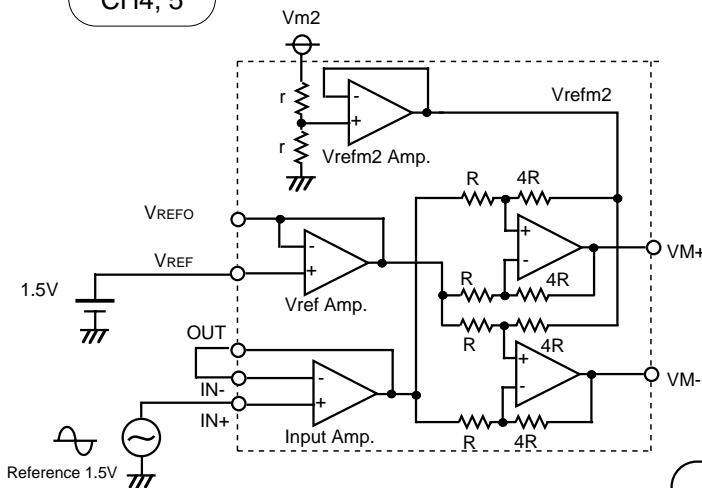 CH4, 5
Vm2
r
-
+
r
Vrefm2
Vrefm2 Amp.
R
4R
VREFO
+
-
VM+
VREF
-
+
R
4R
1.5V
Vref Amp.
R
4R
OUT
+
-
VM-
IN-
-
+
IN+
Input Amp.
R
4R
Reference 1.5V